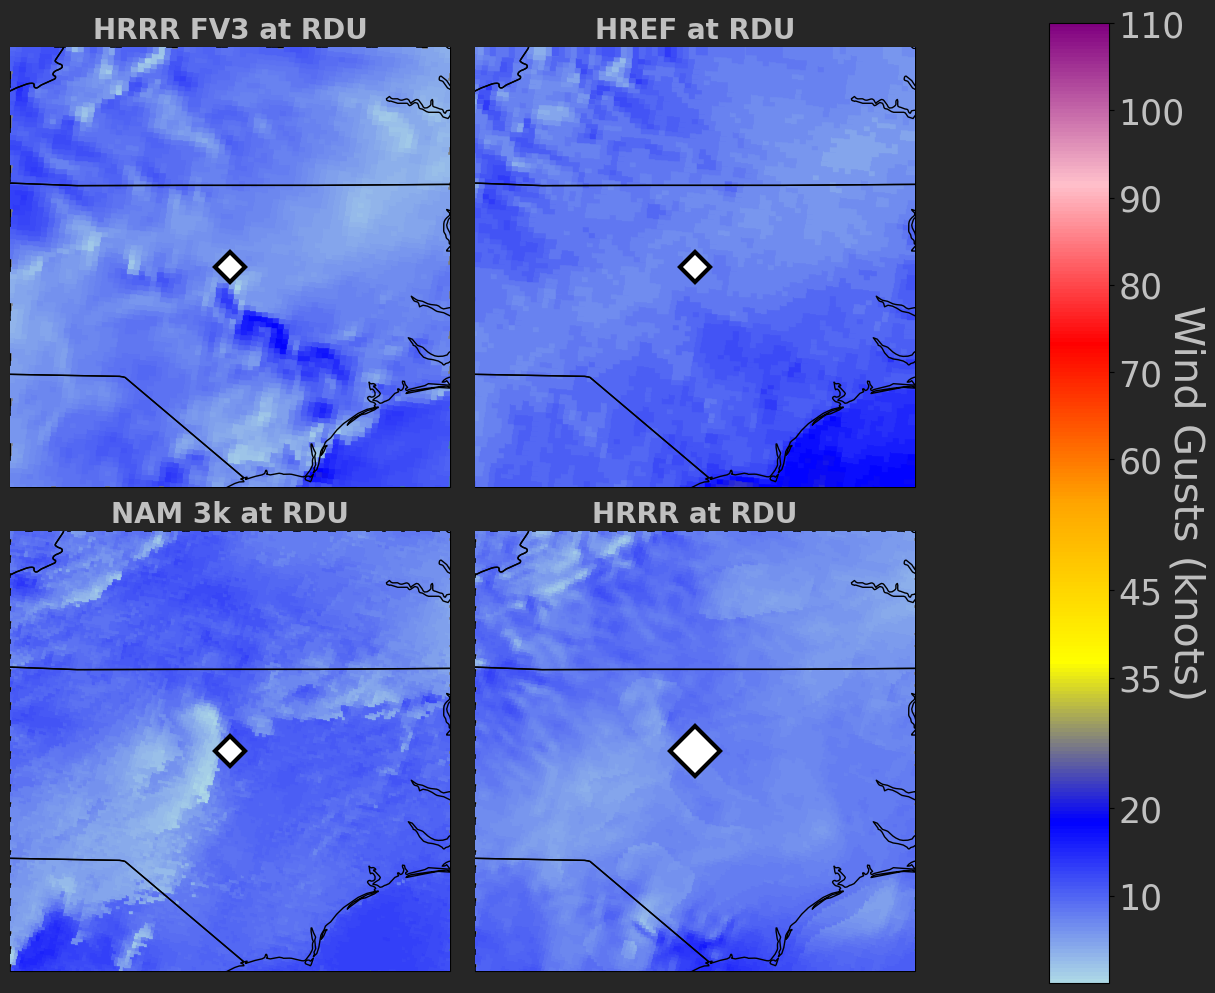 HRRR FV3 at RDU
HREF at RDU
NAM 3k at RDU
HRRR at RDU
110
100
90
80
70
60
45
35
20
10
Wind Gusts (knots)